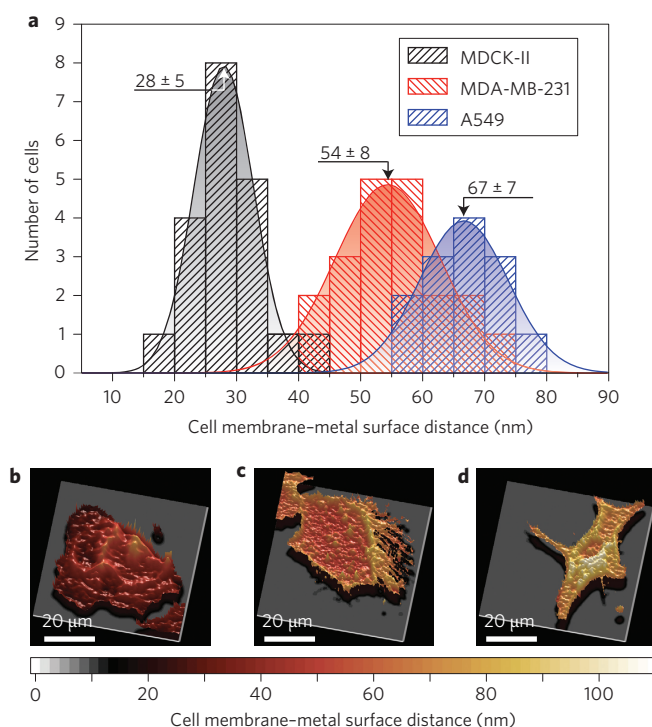 a
MDCK-II
MDA-MB-231
A549
28 ± 5
54 ± 8
67 ± 7
Number of cells
9
8
7
6
5
4
3
2
1
0
10 20 30 40 50 60 70 80 90
Cell membrane–metal surface distance (nm)
b c d
20 μm 20 μm 20 μm
0 20 40 60 80 100
Cell membrane–metal surface distance (nm)